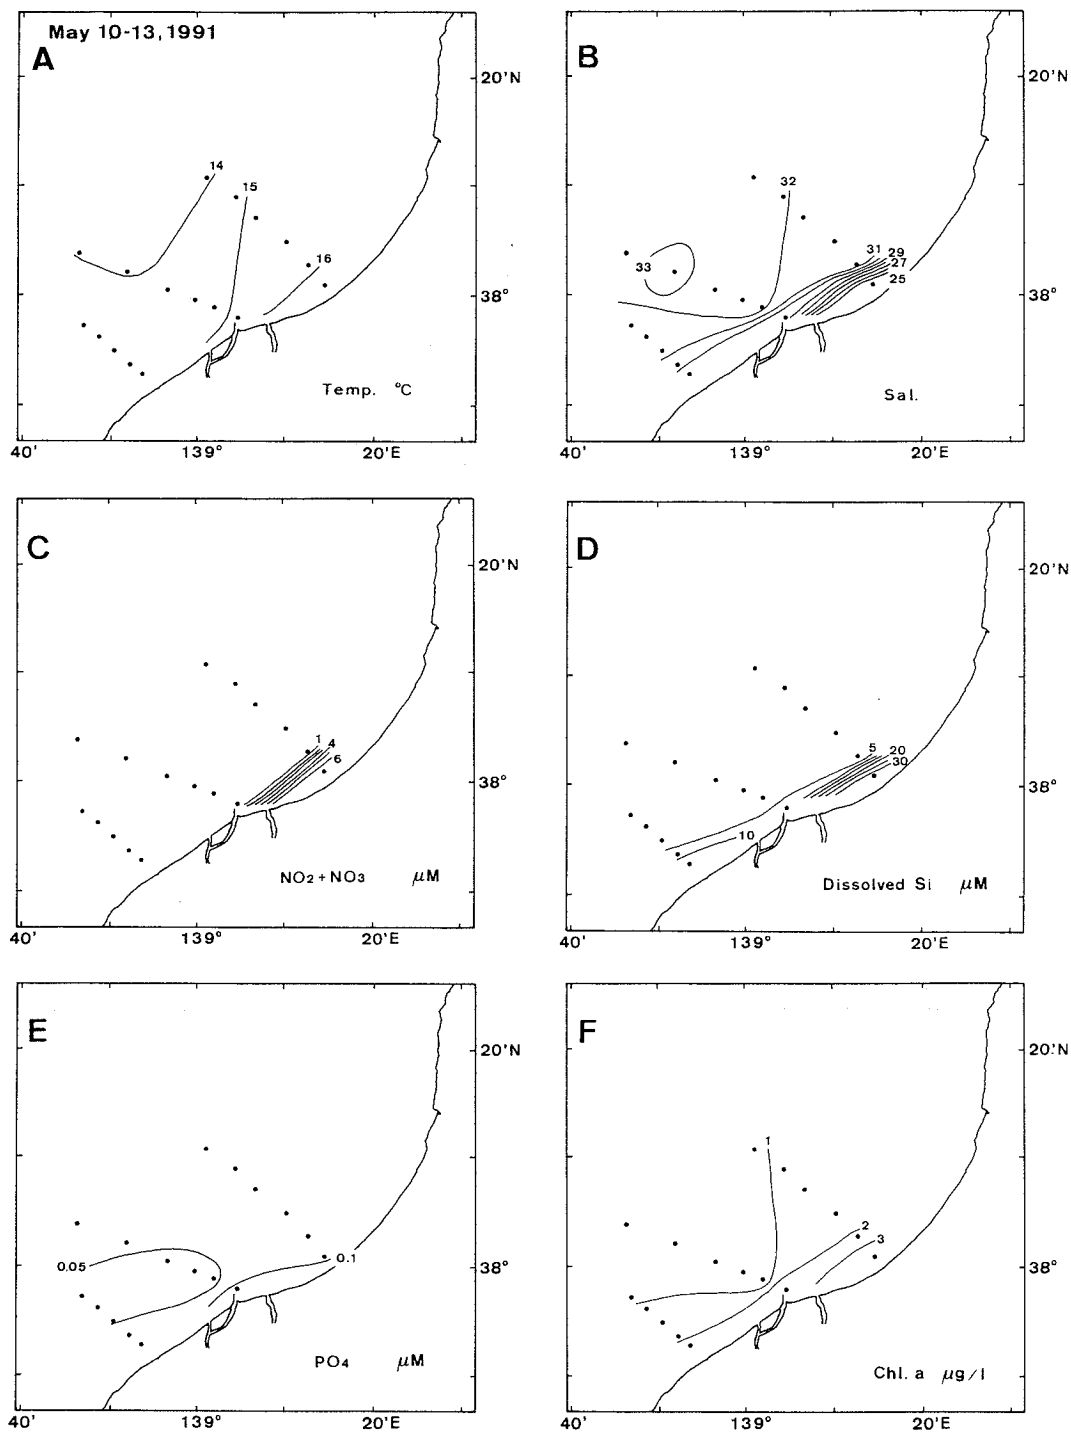 May 10-13, 1991
A
20'N
14
15
16
38°
Temp. °C
40'
139°
20'E
B
20'N
32
33
31
29
27
25
38°
Sal.
40'
139°
20'E
C
20'N
1
4
6
38°
NO2+NO3 μM
40'
139°
20'E
D
20'N
5
20
30
10
38°
Dissolved Si μM
40'
139°
20'E
E
20'N
0.05
0.1
38°
PO4 μM
40'
139°
20'E
F
20'N
1
2
3
38°
Chl. a μg/l
40'
139°
20'E